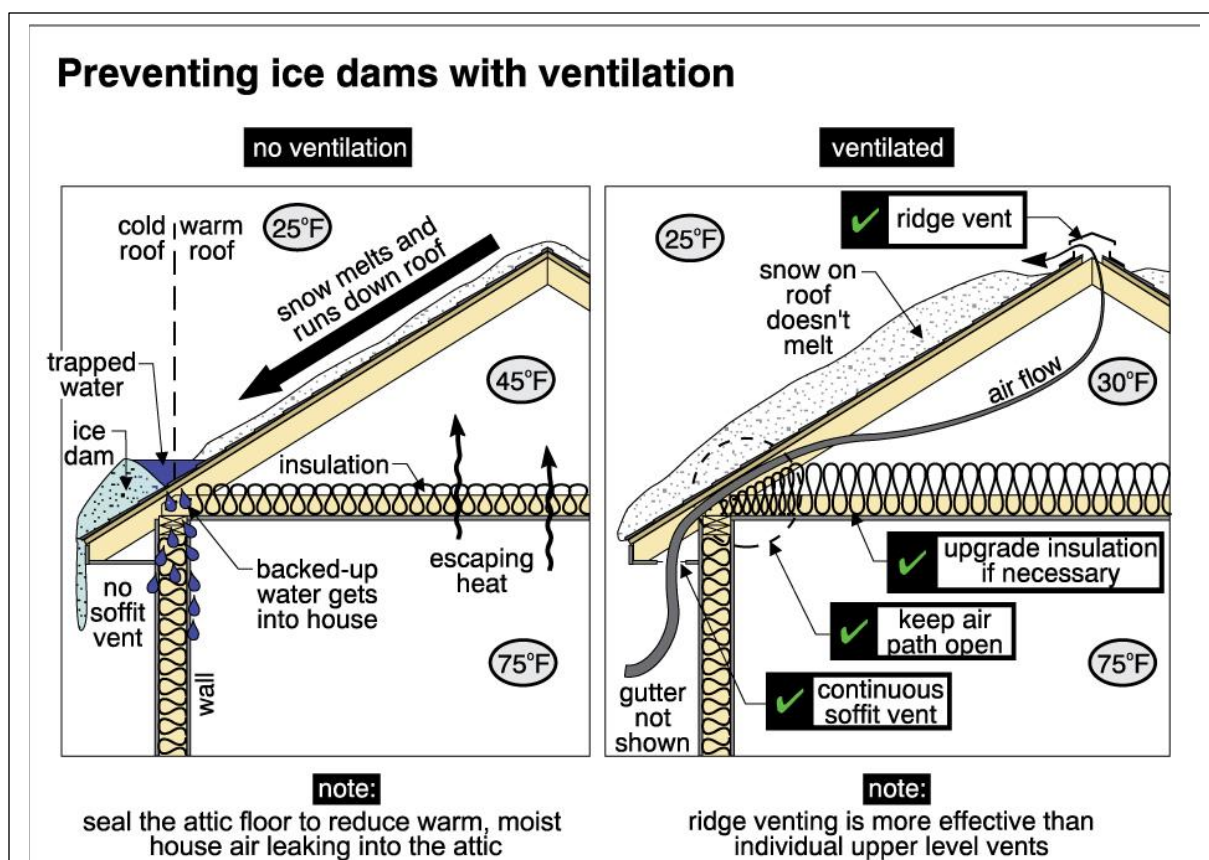 Preventing ice dams with ventilation
no ventilation
cold
roof
warm
roof
25°F
snow melts and
runs down roof
trapped
water
ice
dam
45°F
insulation
escaping
heat
backed-up
water gets
into house
no
soffit
vent
wall
75°F
note:
seal the attic floor to reduce warm, moist
house air leaking into the attic
ventilated
25°F
ridge vent
snow on
roof
doesn't
melt
air flow
30°F
upgrade insulation
if necessary
keep air
path open
continuous
soffit vent
gutter
not
shown
75°F
note:
ridge venting is more effective than
individual upper level vents